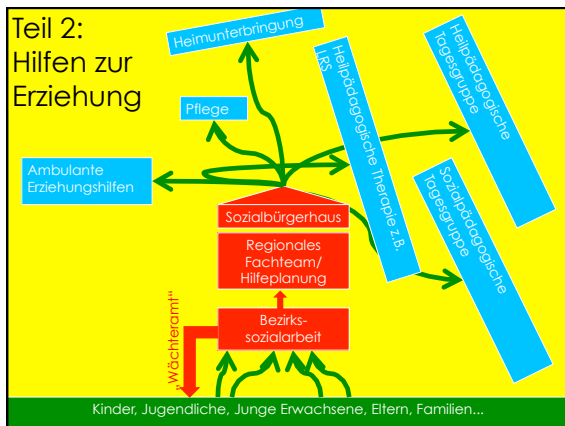 Teil 2:
Hilfen zur
Erziehung
Heimunterbringung
Pflege
Ambulante
Erziehungshilfen
Heilpädagogische Therapie z.B.
LRS
Heilpädagogische
Tagesgruppe
Sozialpädagogische
Tagesgruppe
Sozialbürgerhaus
Regionales
Fachteam/
Hilfeplanung
Bezirks-
sozialarbeit
„Wächteramt“
Kinder, Jugendliche, Junge Erwachsene, Eltern, Familien...